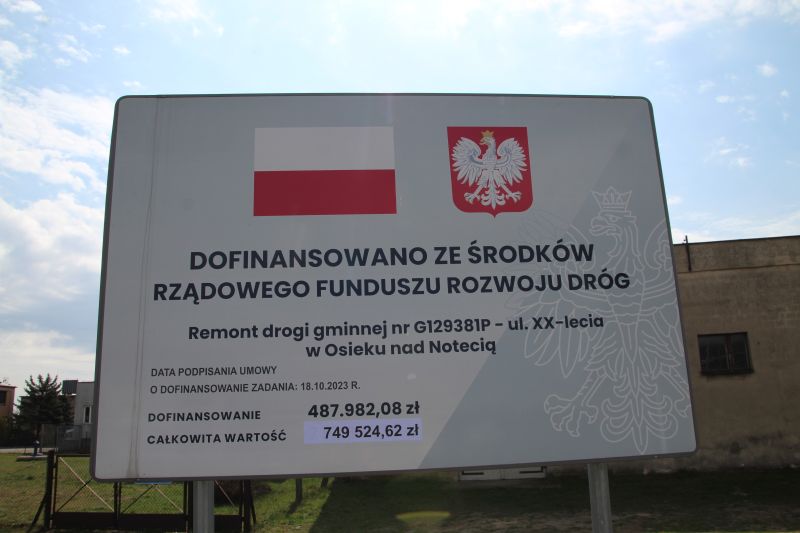 DOFINANSOWANO ZE ŚRODKÓW
RZĄDOWEGO FUNDUSZU ROZWOJU DRÓG
Remont drogi gminnej nr G129381P - ul. XX-lecia
w Osieku nad Notecią
DATA PODPISANIA UMOWY
O DOFINANSOWANIE ZADANIA: 18.10.2023 R.
DOFINANSOWANIE 487.982,08 zł
CAŁKOWITA WARTOŚĆ 749 524,62 zł